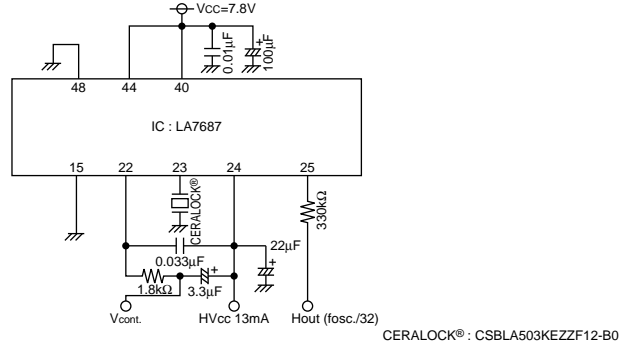 Vcc=7.8V
0.01µF
+
100µF
48
44
40
IC : LA7687
15
22
23
24
25
CERALOCK®
330kΩ
0.033µF
22µF
+
1.8kΩ
3.3µF
+
Vcont.
HVcc 13mA
Hout (fosc./32)
CERALOCK® : CSBLA503KEZZF12-B0